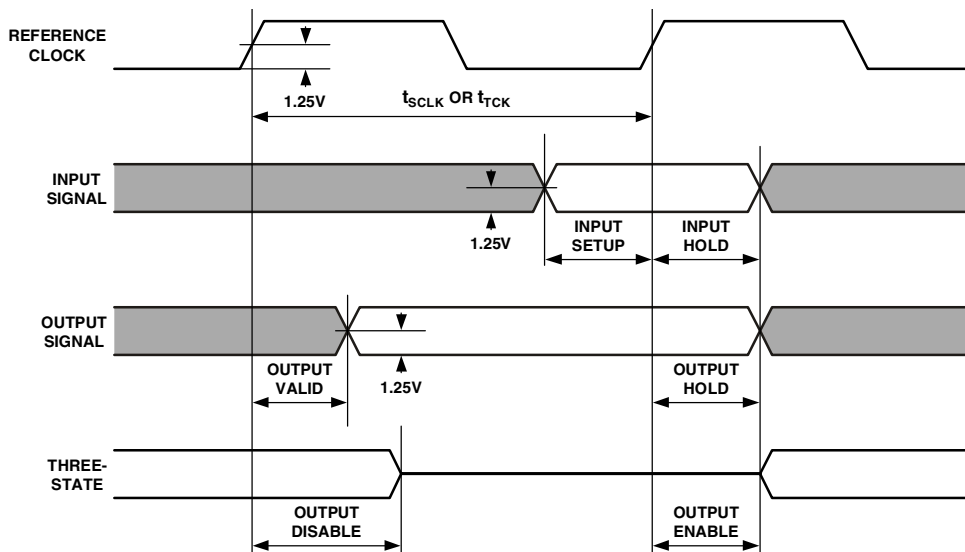 REFERENCE
CLOCK
1.25V
tSCLK OR tTCK
INPUT
SIGNAL
1.25V
INPUT
SETUP
INPUT
HOLD
OUTPUT
SIGNAL
OUTPUT
VALID
1.25V
OUTPUT
HOLD
THREE-
STATE
OUTPUT
DISABLE
OUTPUT
ENABLE